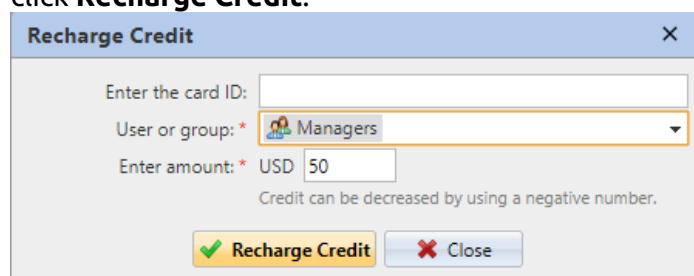 click Recharge Credit.
Recharge Credit
Enter the card ID:
User or group: * Managers
Enter amount: * USD 50
Credit can be decreased by using a negative number.
Recharge Credit Close